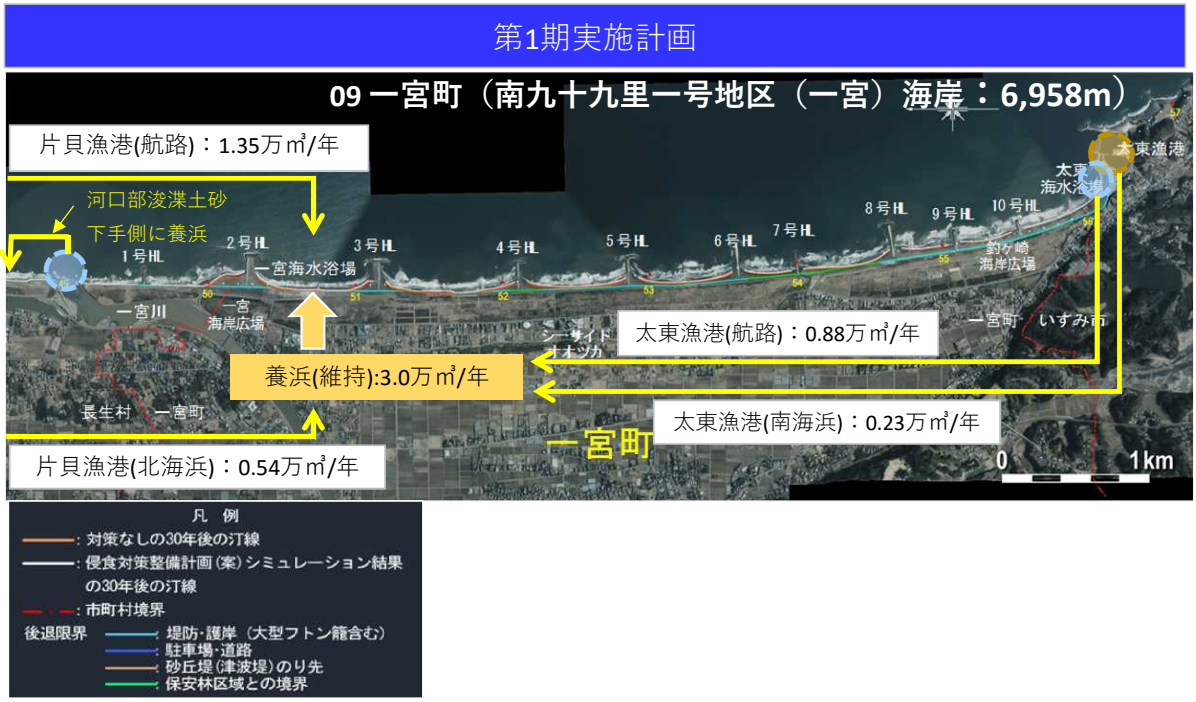 第1期実施計画
09 一宮町（南九十九里一号地区（一宮）海岸：6,958m）
片貝漁港(航路)：1.35万㎥/年
河口部浚渫土砂
下手側に養浜
1号HL
2号HL
3号HL
4号HL
5号HL
6号HL
7号HL
8号HL
9号HL
10号HL
太東漁港
太東
海水浴場
57
56
55
54
53
52
51
50
一宮海水浴場
釣ヶ崎
海岸広場
一宮川
一宮
海岸広場
シーサイド
オオツカ
一宮町
いすみ市
太東漁港(航路)：0.88万㎥/年
養浜(維持):3.0万㎥/年
長生村
一宮町
太東漁港(南海浜)：0.23万㎥/年
一宮町
片貝漁港(北海浜)：0.54万㎥/年
0 1km
凡 例
：対策なしの30年後の汀線
：侵食対策整備計画(案)シミュレーション結果
の30年後の汀線
：市町村境界
後退限界
：堤防・護岸（大型フトン籠含む）
：駐車場・道路
：砂丘堤(津波堤)のり先
：保安林区域との境界